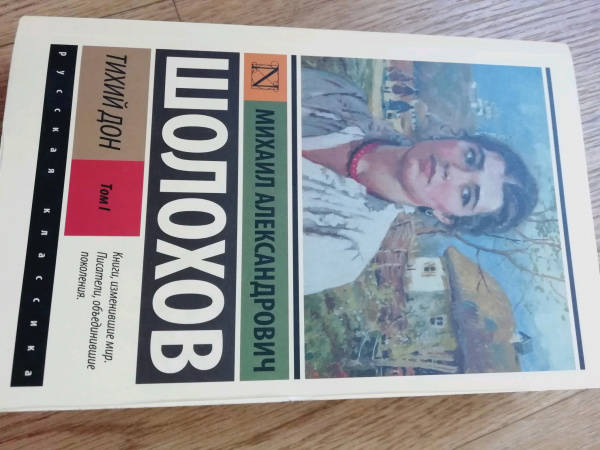 МИХАИЛ АЛЕКСАНДРОВИЧ
ШОЛОХОВ
ТИХИЙ ДОН
Том I
Книги, изменившие мир.
Писатели, объединившие
поколения.
русская классика